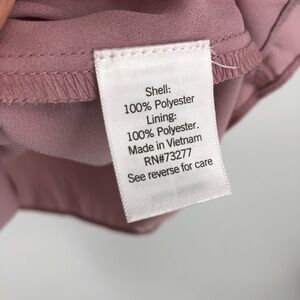 Shell:
100% Polyester
Lining:
100% Polyester.
Made in Vietnam
RN#73277
See reverse for care